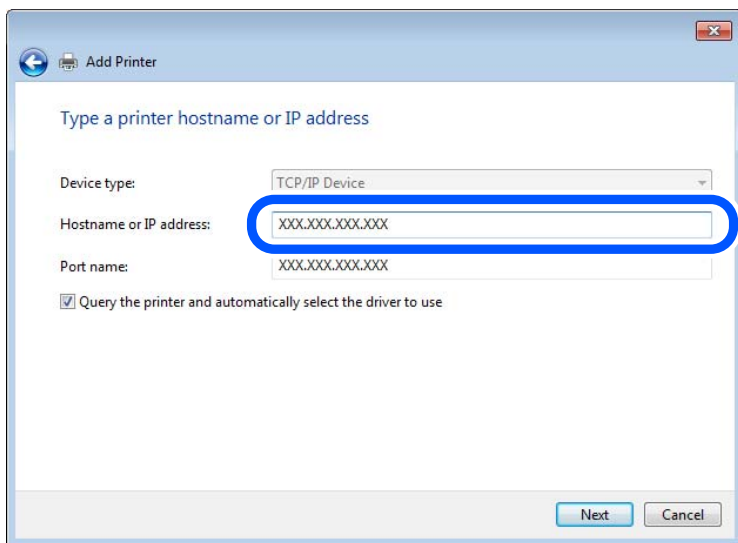 Add Printer
Type a printer hostname or IP address
Device type: TCP/IP Device
Hostname or IP address: XXX.XXX.XXX.XXX
Port name: XXX.XXX.XXX.XXX
Query the printer and automatically select the driver to use
Next Cancel